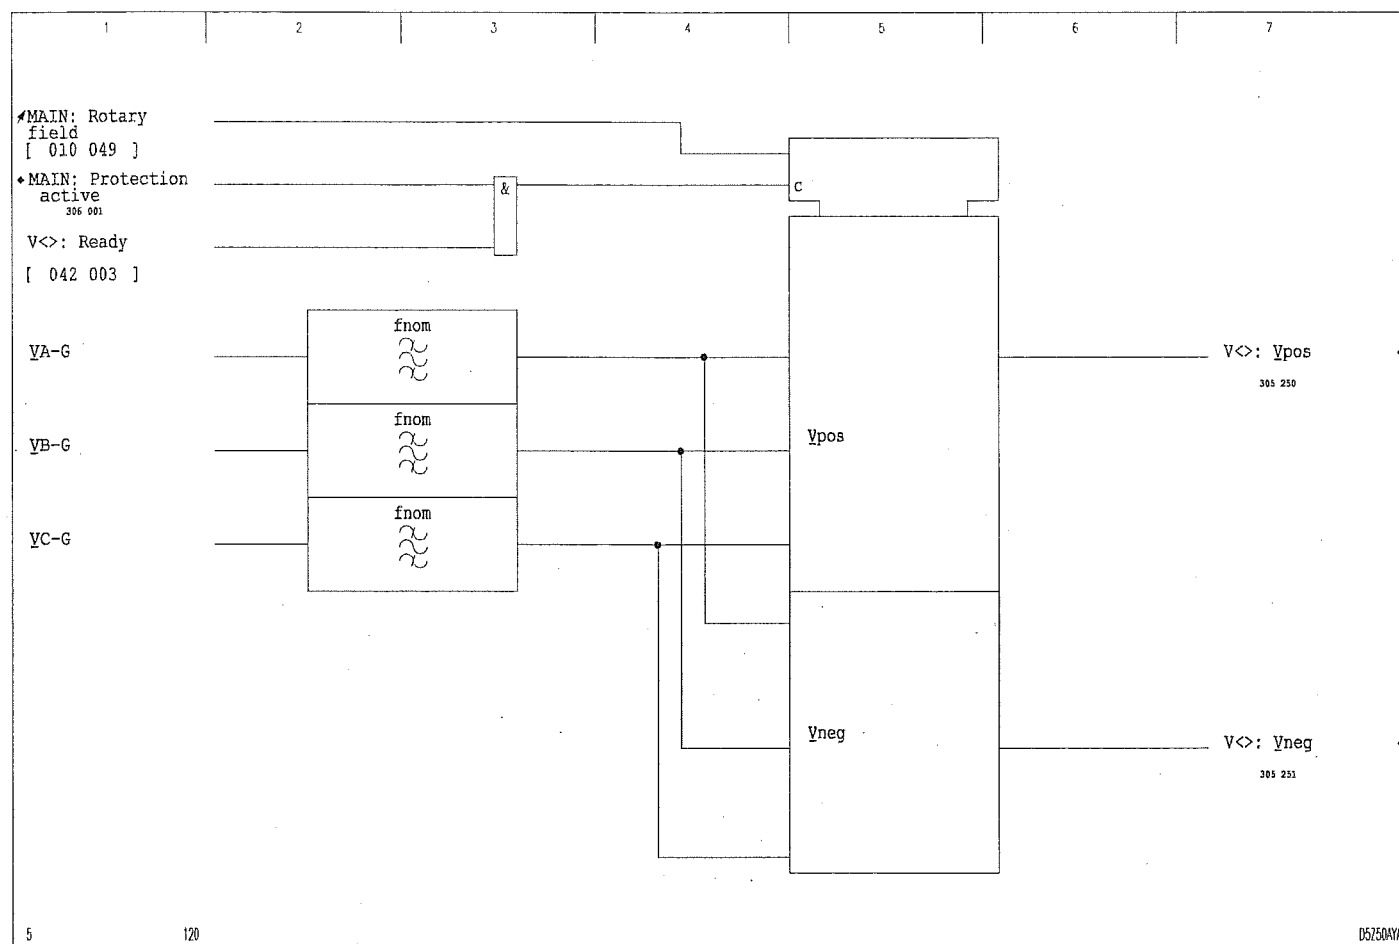 1 2 3 4 5 6 7
MAIN: Rotary
field
[ 010 049 ]
MAIN: Protection
active
306 001
&
C
V<>: Ready
[ 042 003 ]
fnom
VA-G
V<>: Vpos
305 250
fnom
Vpos
VB-G
fnom
VC-G
Vneg
V<>: Vneg
305 251
5 120